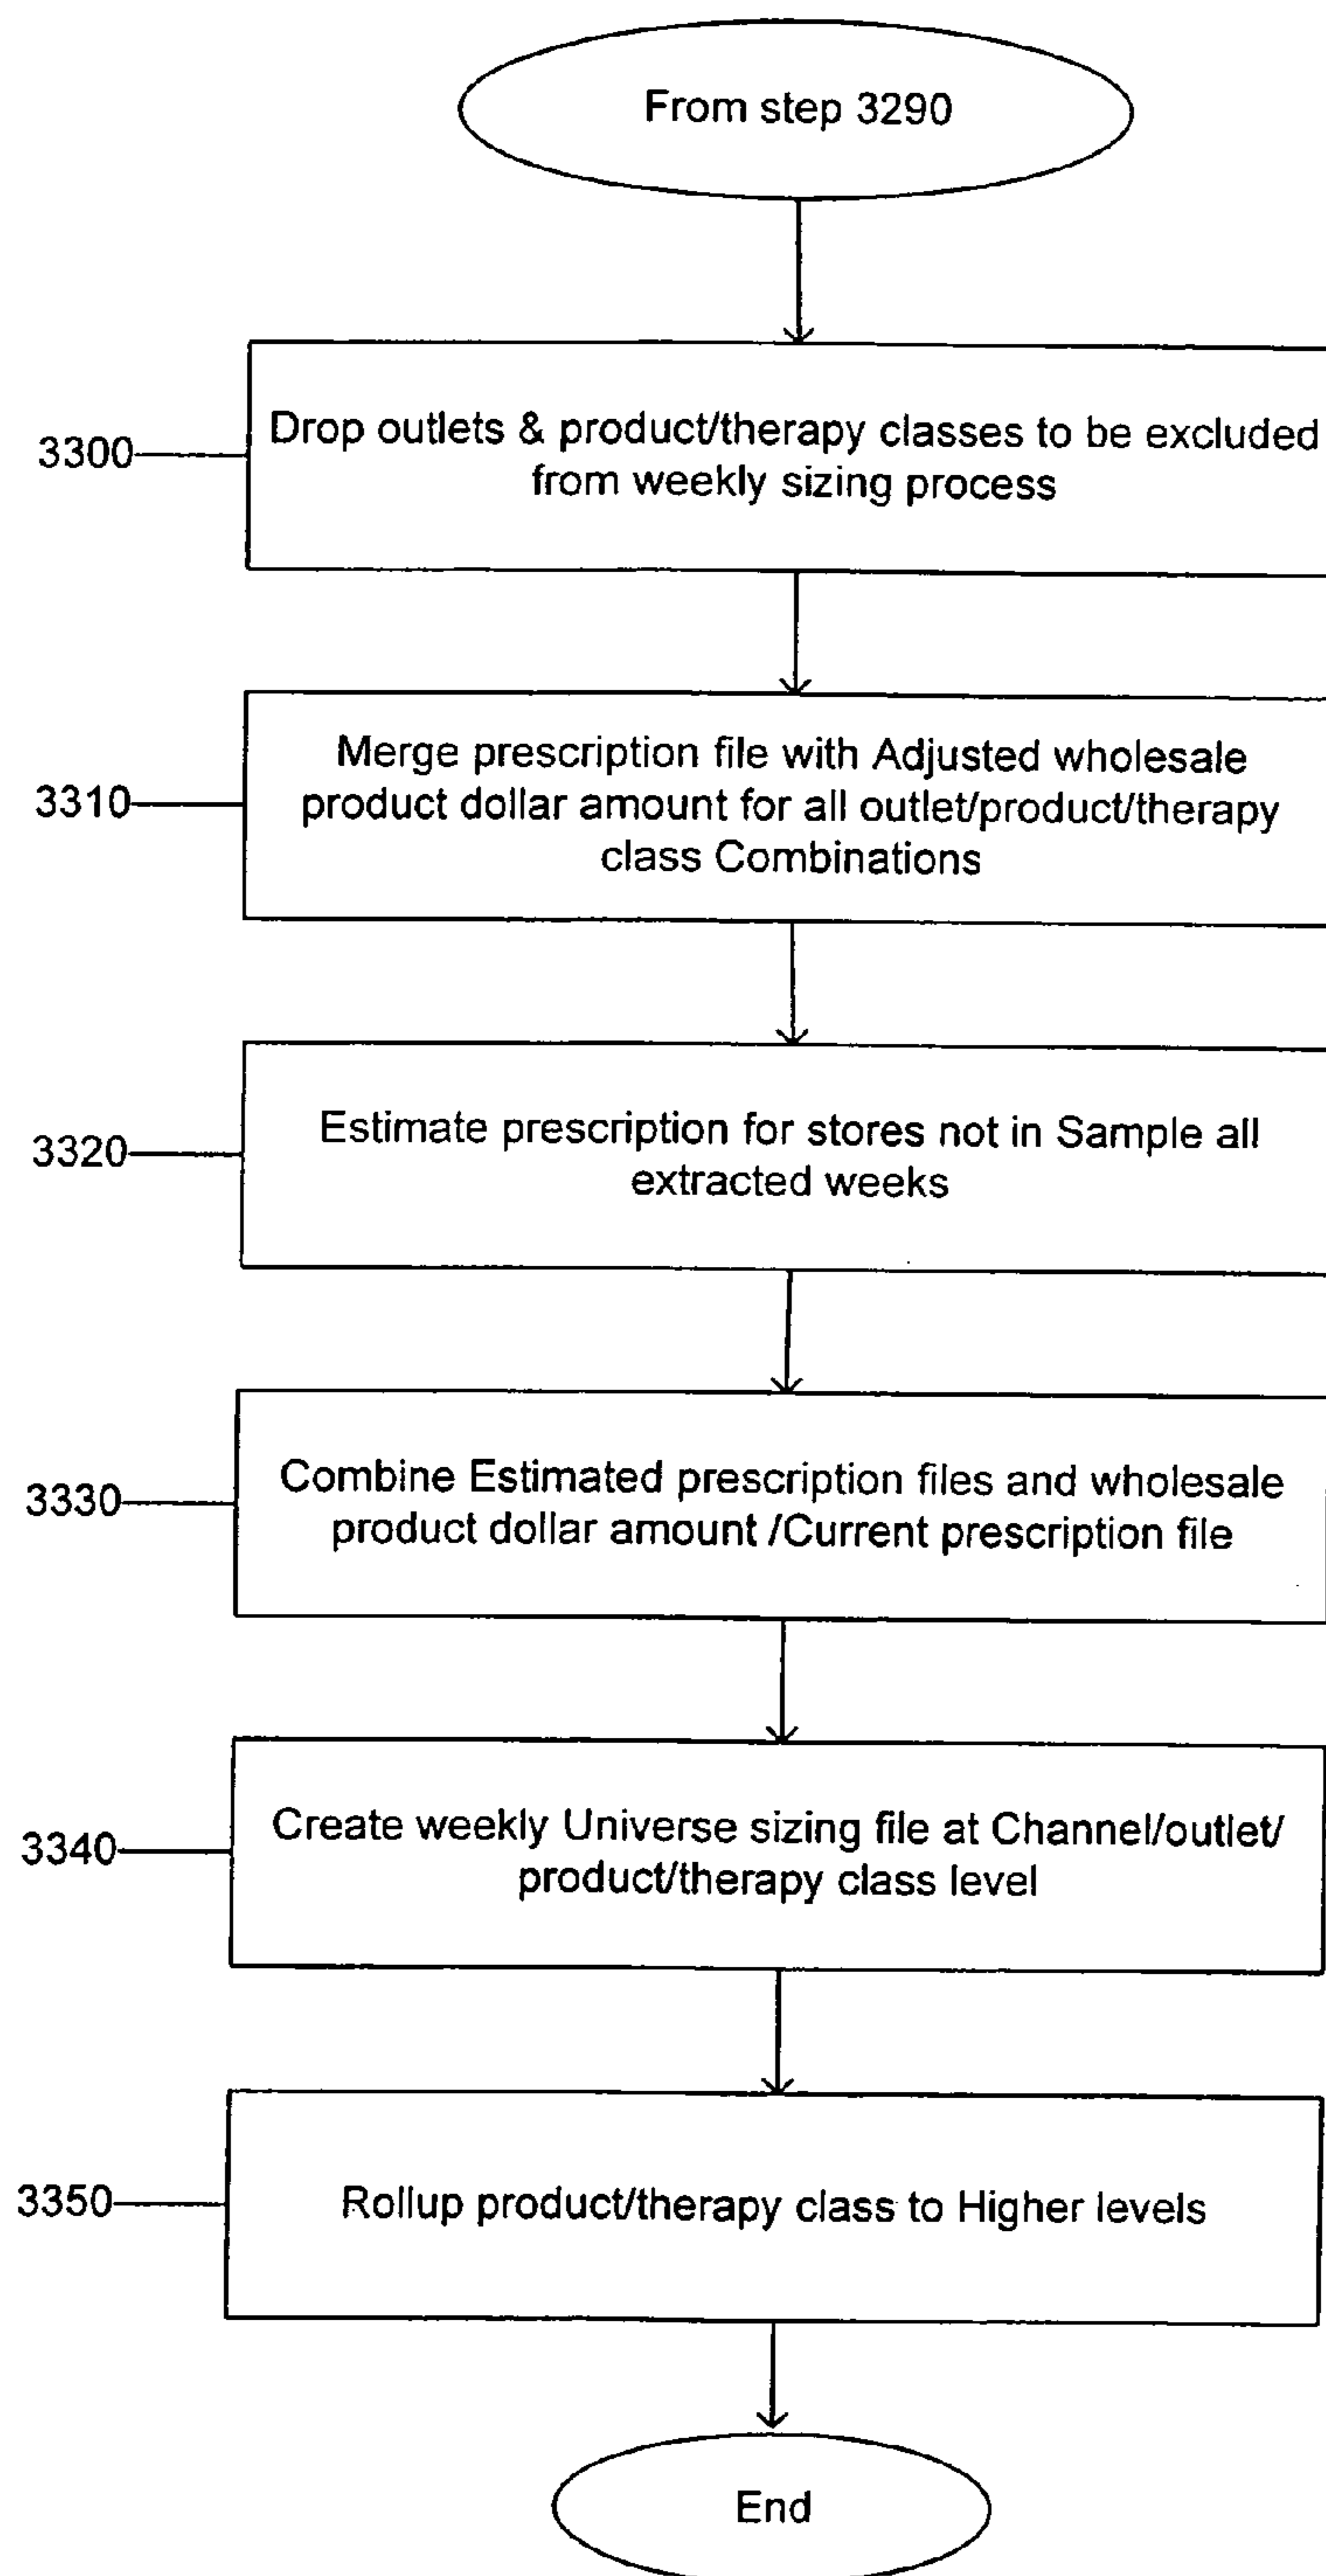 From step 3290
3300
Drop outlets & product/therapy classes to be excluded
from weekly sizing process
3310
Merge prescription file with Adjusted wholesale
product dollar amount for all outlet/product/therapy
class Combinations
3320
Estimate prescription for stores not in Sample all
extracted weeks
3330
Combine Estimated prescription files and wholesale
product dollar amount /Current prescription file
3340
Create weekly Universe sizing file at Channel/outlet/
product/therapy class level
3350
Rollup product/therapy class to Higher levels
End